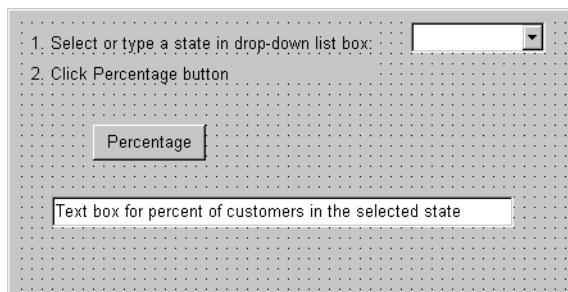 1. Select or type a state in drop-down list box:
2. Click Percentage button
Percentage
Text box for percent of customers in the selected state